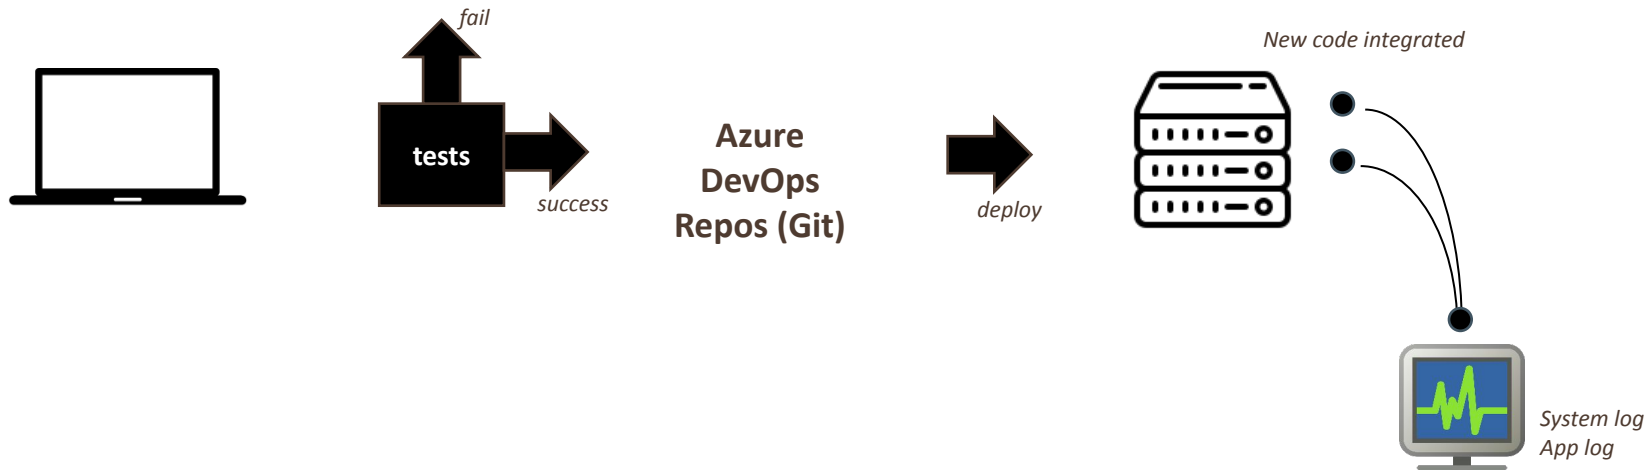 fail
New code integrated
tests
success
Azure
DevOps
Repos (Git)
deploy
System log
App log